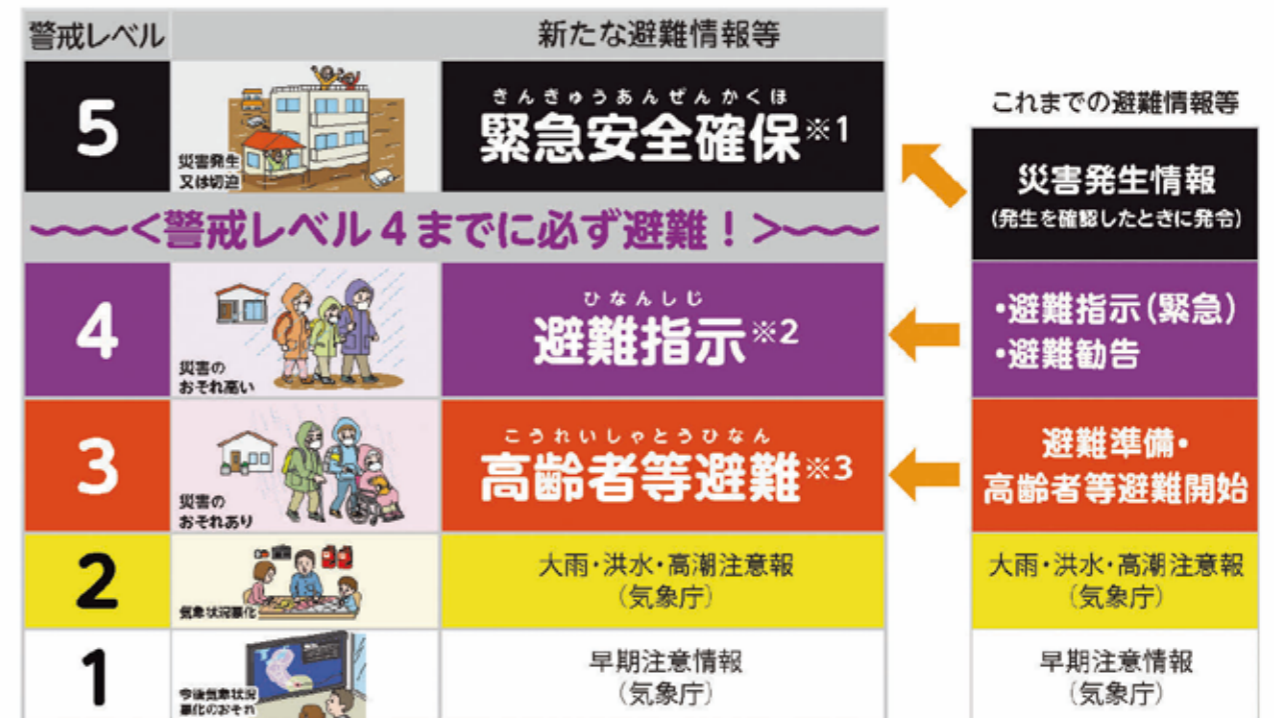 警戒レベル
新たな避難情報等
5
災害発生
又は切迫
きんきゅうあんぜんかくほ
緊急安全確保※1
〜〜〜<警戒レベル4までに必ず避難!>〜〜〜
4
災害の
おそれ高い
ひなんしじ
避難指示※2
3
災害の
おそれあり
こうれいしゃとうひなん
高齢者等避難※3
2
気象状況悪化
大雨・洪水・高潮注意報
(気象庁)
1
今後気象状況
悪化のおそれ
早期注意情報
(気象庁)
これまでの避難情報等
災害発生情報
(発生を確認したときに発令)
・避難指示(緊急)
・避難勧告
避難準備・
高齢者等避難開始
大雨・洪水・高潮注意報
(気象庁)
早期注意情報
(気象庁)